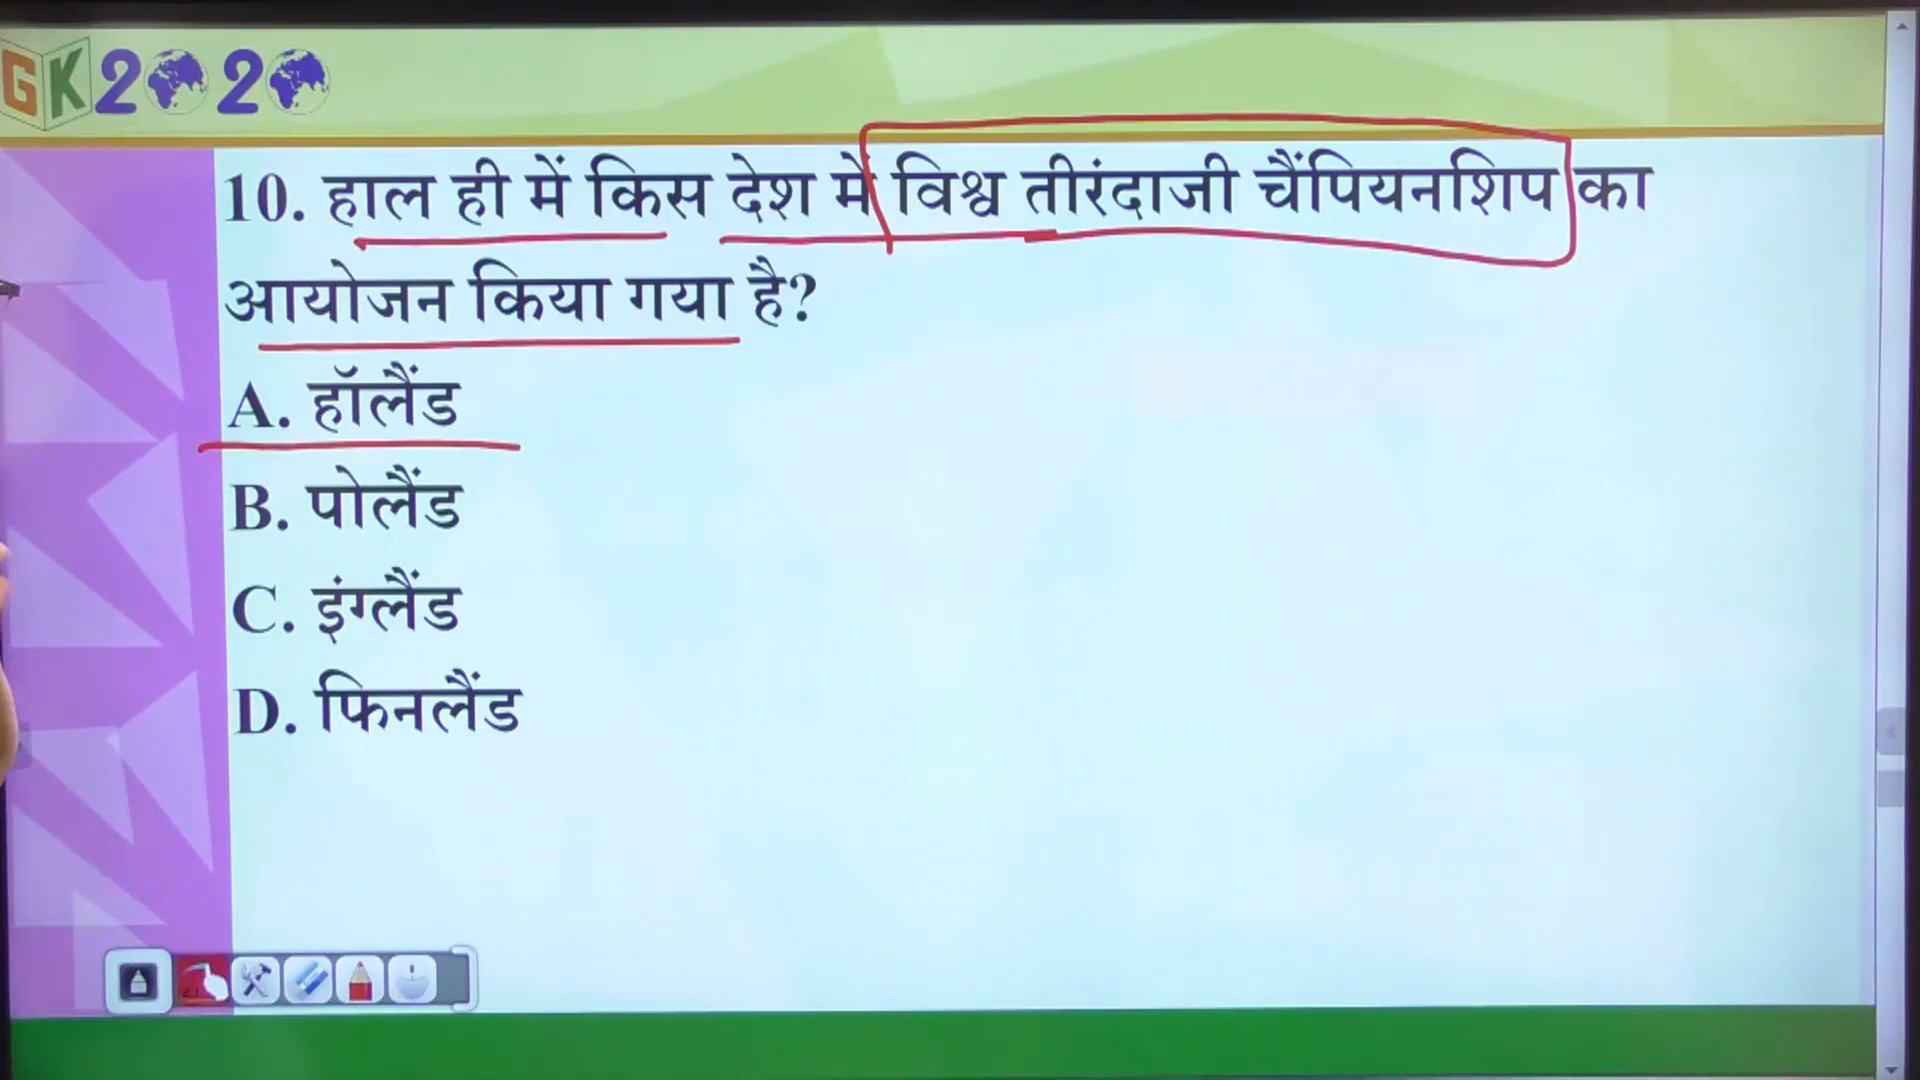 GK2020
10. हाल ही में किस देश में विश्व तीरंदाजी चैंपियनशिप का
आयोजन किया गया है?
A. हॉलैंड
B. पोलैंड
C. इंग्लैंड
D. फिनलैंड